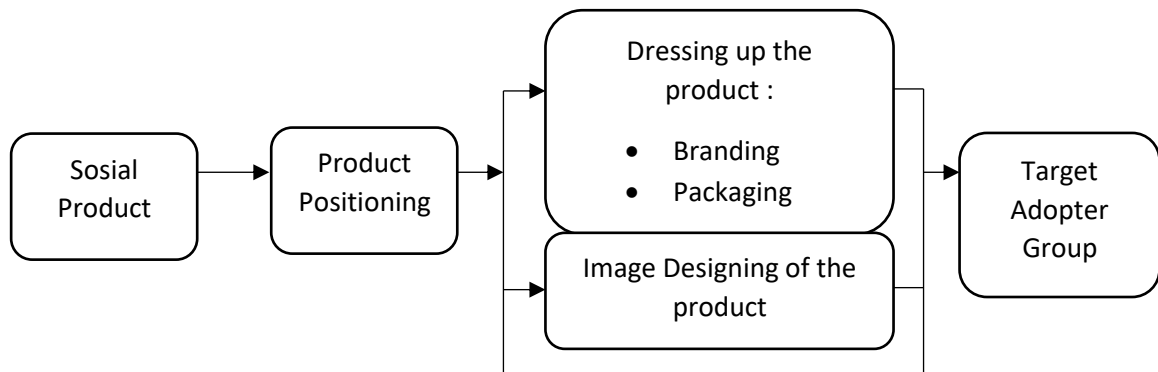 Sosial
Product
Product
Positioning
Dressing up the
product :
• Branding
• Packaging
Image Designing of the
product
Target
Adopter
Group